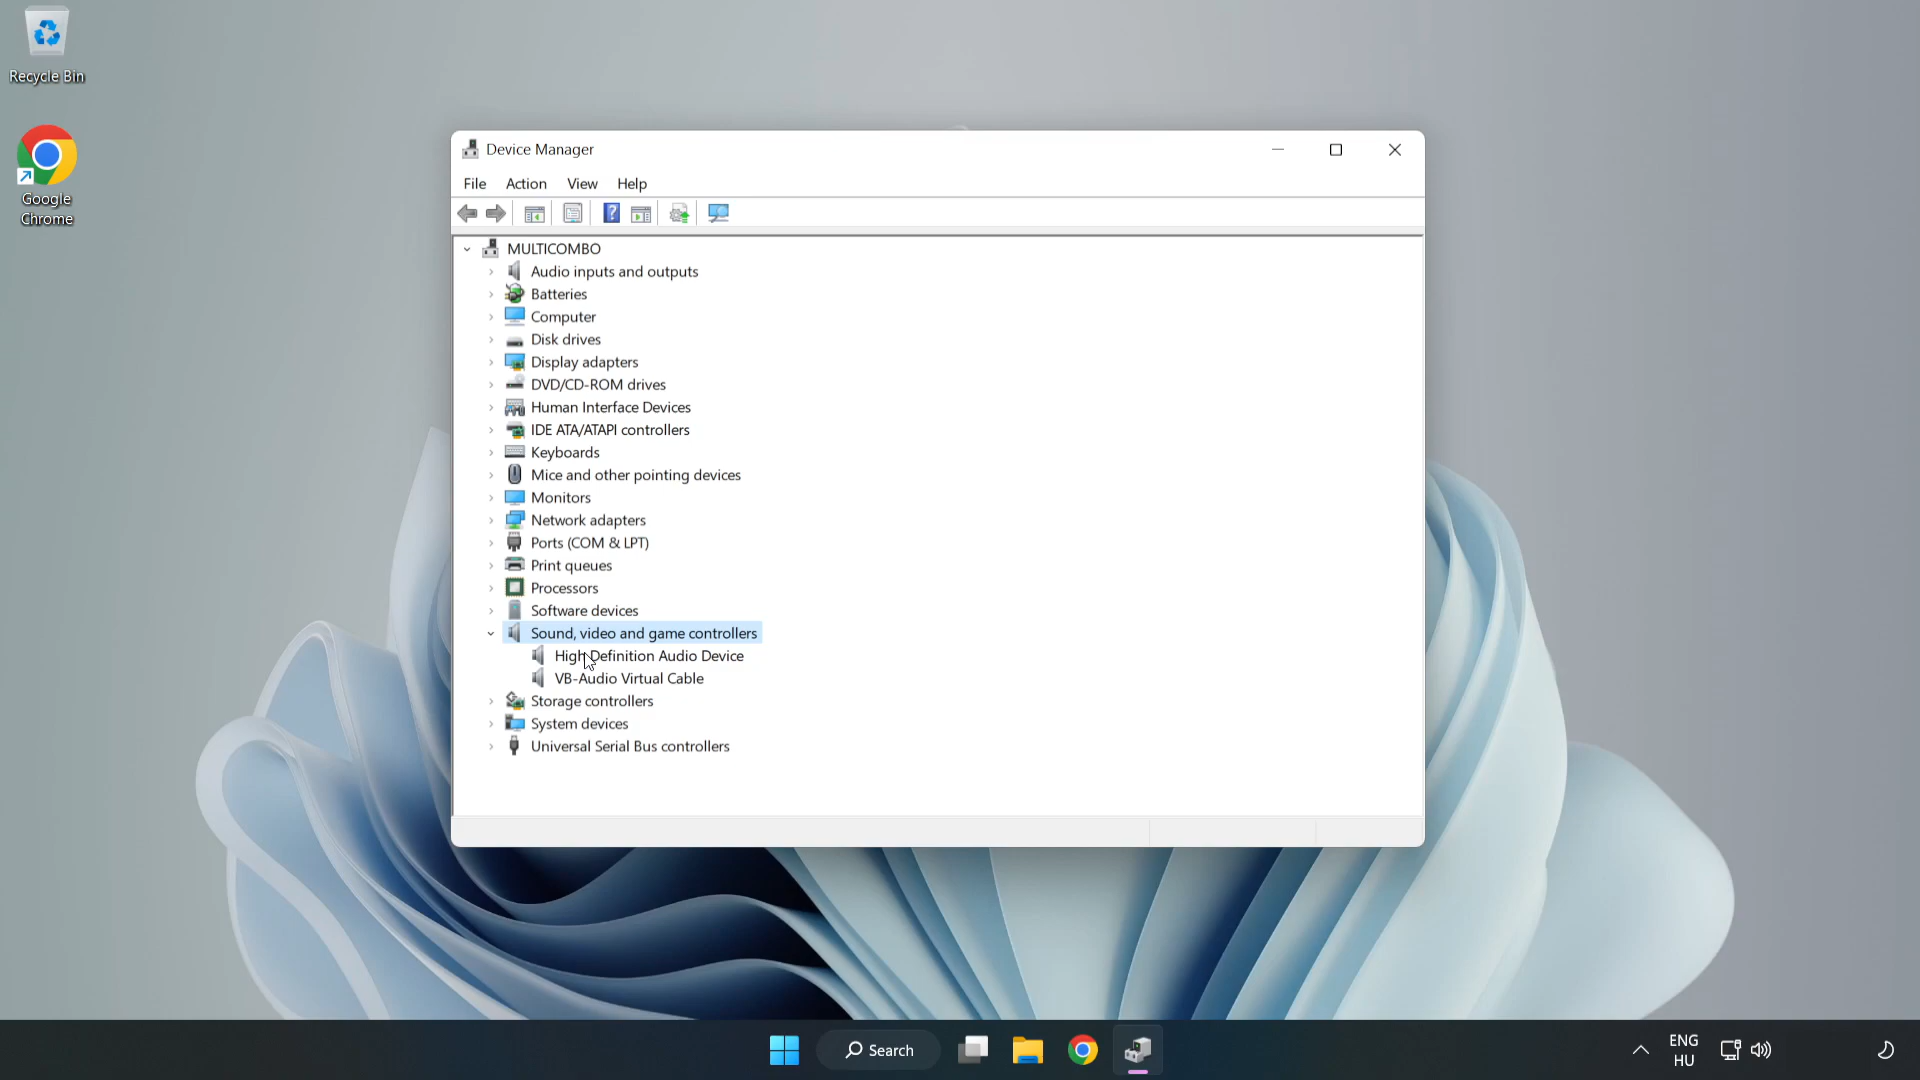 Recycle Bin
Google
Chrome
Device Manager
File Action View Help
MULTICOMBO
Audio inputs and outputs
Batteries
Computer
Disk drives
Display adapters
DVD/CD-ROM drives
Human Interface Devices
IDE ATA/ATAPI controllers
Keyboards
Mice and other pointing devices
Monitors
Network adapters
Ports (COM & LPT)
Print queues
Processors
Software devices
Sound, video and game controllers
High Definition Audio Device
VB-Audio Virtual Cable
Storage controllers
System devices
Universal Serial Bus controllers
Search
ENG
HU